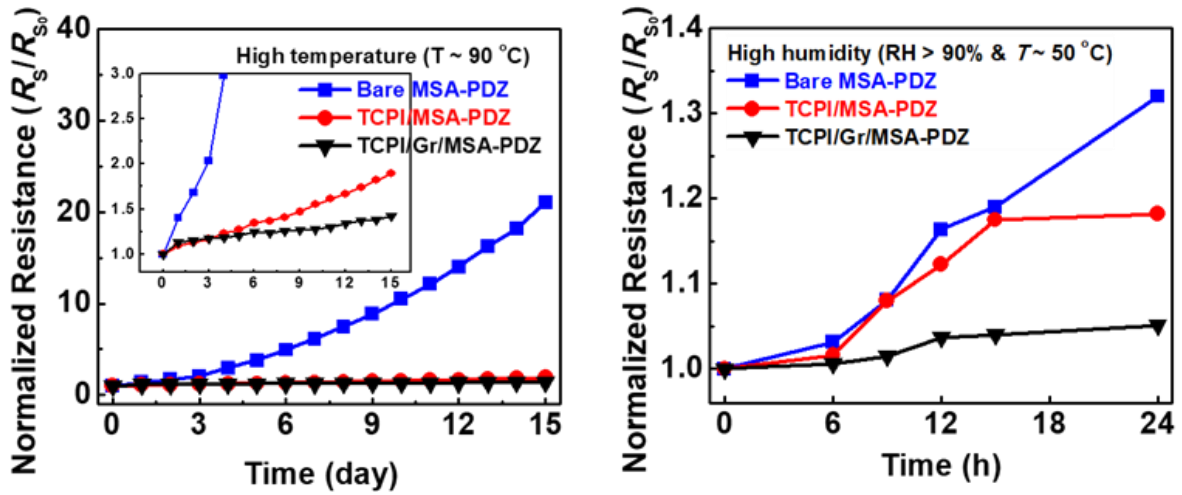 Normalized Resistance (RS/RS0)
40
30
20
10
0
High temperature (T ~ 90 °C)
Bare MSA-PDZ
TCPI/MSA-PDZ
TCPI/Gr/MSA-PDZ
3.0
2.5
2.0
1.5
1.0
0 3 6 9 12 15
0 3 6 9 12 15
Time (day)
Normalized Resistance (RS/RS0)
1.4
1.3
1.2
1.1
1.0
High humidity (RH > 90% & T ~ 50 °C)
Bare MSA-PDZ
TCPI/MSA-PDZ
TCPI/Gr/MSA-PDZ
0 6 12 18 24
Time (h)